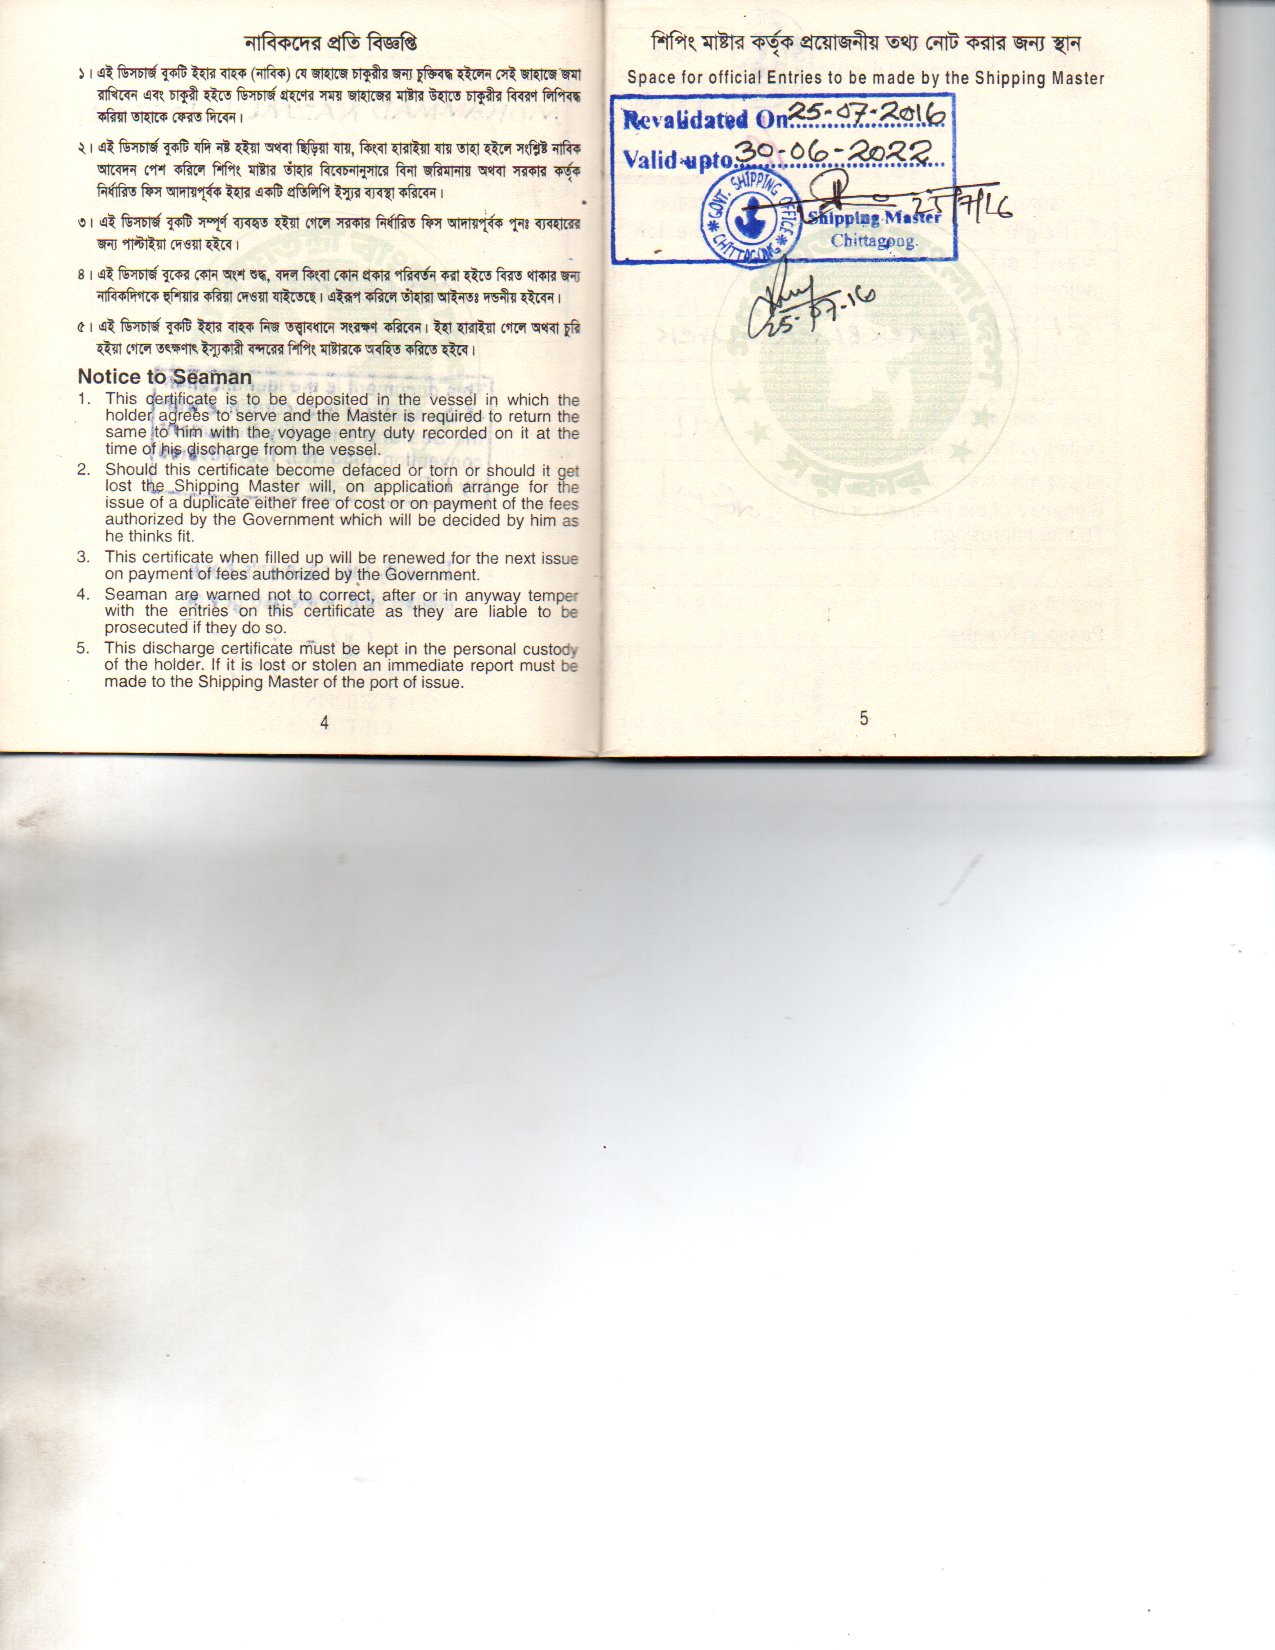 নাবিকদের প্রতি বিজ্ঞপ্তি
১। এই ডিসচার্জ বুকটি ইহার বাহক (নাবিক) যে জাহাজে চাকুরীর জন্য চুক্তিবদ্ধ হইলেন সেই জাহাজে জমা
রাখিবেন এবং চাকুরী হইতে ডিসচার্জ গ্রহণের সময় জাহাজের মাষ্টার উহাতে চাকুরীর বিবরণ লিপিবদ্ধ
করিয়া তাহাকে ফেরত দিবেন।
২। এই ডিসচার্জ বুকটি যদি নষ্ট হইয়া অথবা ছিড়িয়া যায়, কিংবা হারাইয়া যায় তাহা হইলে সংশ্লিষ্ট নাবিক
আবেদন পেশ করিলে শিপিং মাষ্টার তাঁহার বিবেচনানুসারে বিনা জরিমানায় অথবা সরকার কর্তৃক
নির্ধারিত ফিস আদায়পূর্বক ইহার একটি প্রতিলিপি ইস্যুর ব্যবস্থা করিবেন।
৩। এই ডিসচার্জ বুকটি সম্পূর্ণ ব্যবহৃত হইয়া গেলে সরকার নির্ধারিত ফিস আদায়পূর্বক পুনঃ ব্যবহারের
জন্য পাল্টাইয়া দেওয়া হইবে।
৪। এই ডিসচার্জ বুকের কোন অংশ শুদ্ধ, বদল কিংবা কোন প্রকার পরিবর্তন করা হইতে বিরত থাকার জন্য
নাবিকদিগকে হুশিয়ার করিয়া দেওয়া যাইতেছে। এইরূপ করিলে তাঁহারা আইনতঃ দন্ডনীয় হইবেন।
৫। এই ডিসচার্জ বুকটি ইহার বাহক নিজ তত্ত্বাবধানে সংরক্ষণ করিবেন। ইহা হারাইয়া গেলে অথবা চুরি
হইয়া গেলে তৎক্ষণাৎ ইস্যুকারী বন্দরের শিপিং মাষ্টারকে অবহিত করিতে হইবে।
Notice to Seaman
1. This certificate is to be deposited in the vessel in which the
holder agrees to serve and the Master is required to return the
same to him with the voyage entry duty recorded on it at the
time of his discharge from the vessel.
2. Should this certificate become defaced or torn or should it get
lost the Shipping Master will, on application arrange for the
issue of a duplicate either free of cost or on payment of the fees
authorized by the Government which will be decided by him as
he thinks fit.
3. This certificate when filled up will be renewed for the next issue
on payment of fees authorized by the Government.
4. Seaman are warned not to correct, after or in anyway temper
with the entries on this certificate as they are liable to be
prosecuted if they do so.
5. This discharge certificate must be kept in the personal custody
of the holder. If it is lost or stolen an immediate report must be
made to the Shipping Master of the port of issue.
4
শিপিং মাষ্টার কর্তৃক প্রয়োজনীয় তথ্য নোট করার জন্য স্থান
Space for official Entries to be made by the Shipping Master
Revalidated On 25-07-2016
Valid upto 30-06-2022
GOVT. SHIPPING OFFICE
CHITTAGONG
25/7/16
Shipping Master
Chittagong.
25-07-16
সরকার
5